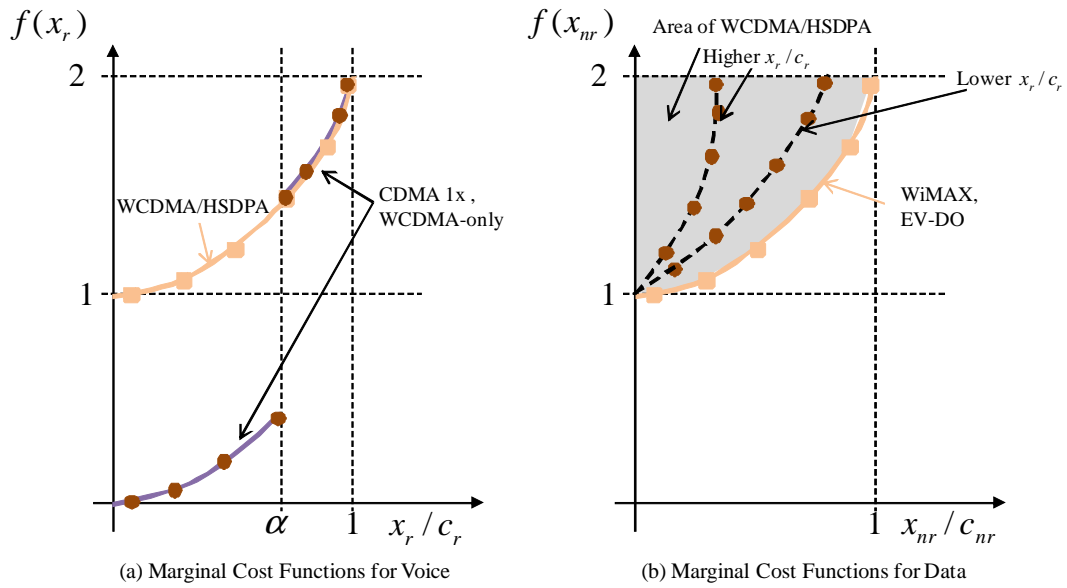 f(x_r)
2
WCDMA/HSDPA
CDMA 1x ,
WCDMA-only
1
α
1
x_r / c_r
(a) Marginal Cost Functions for Voice
f(x_nr)
Area of WCDMA/HSDPA
Higher x_r / c_r
2
Lower x_r / c_r
WiMAX,
EV-DO
1
1
x_nr / c_nr
(b) Marginal Cost Functions for Data